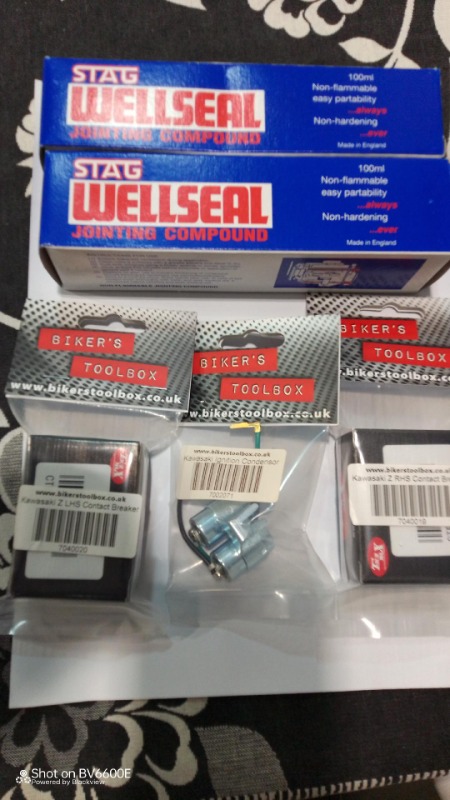 STAG
WELLSEAL
JOINTING COMPOUND
100ml
Non-flammable
easy partability
...always
Non-hardening
...ever
Made in England
STAG
WELLSEAL
JOINTING COMPOUND
100ml
Non-flammable
easy partability
...always
Non-hardening
...ever
Made in England
BIKER'S
TOOLBOX
www.bikerstoolbox.co.uk
www.bikerstoolbox.co.uk
Kawasaki Z LHS Contact Breaker
7040020
BIKER'S
TOOLBOX
www.bikerstoolbox.co.uk
www.bikerstoolbox.co.uk
Kawasaki Ignition Condensor
BIKER'S
TOOLBOX
www.bikerstoolbox.co.uk
www.bikerstoolbox.co.uk
Kawasaki Z RHS Contact Bre
7040018
Shot on BV6600E
Powered by Blackview